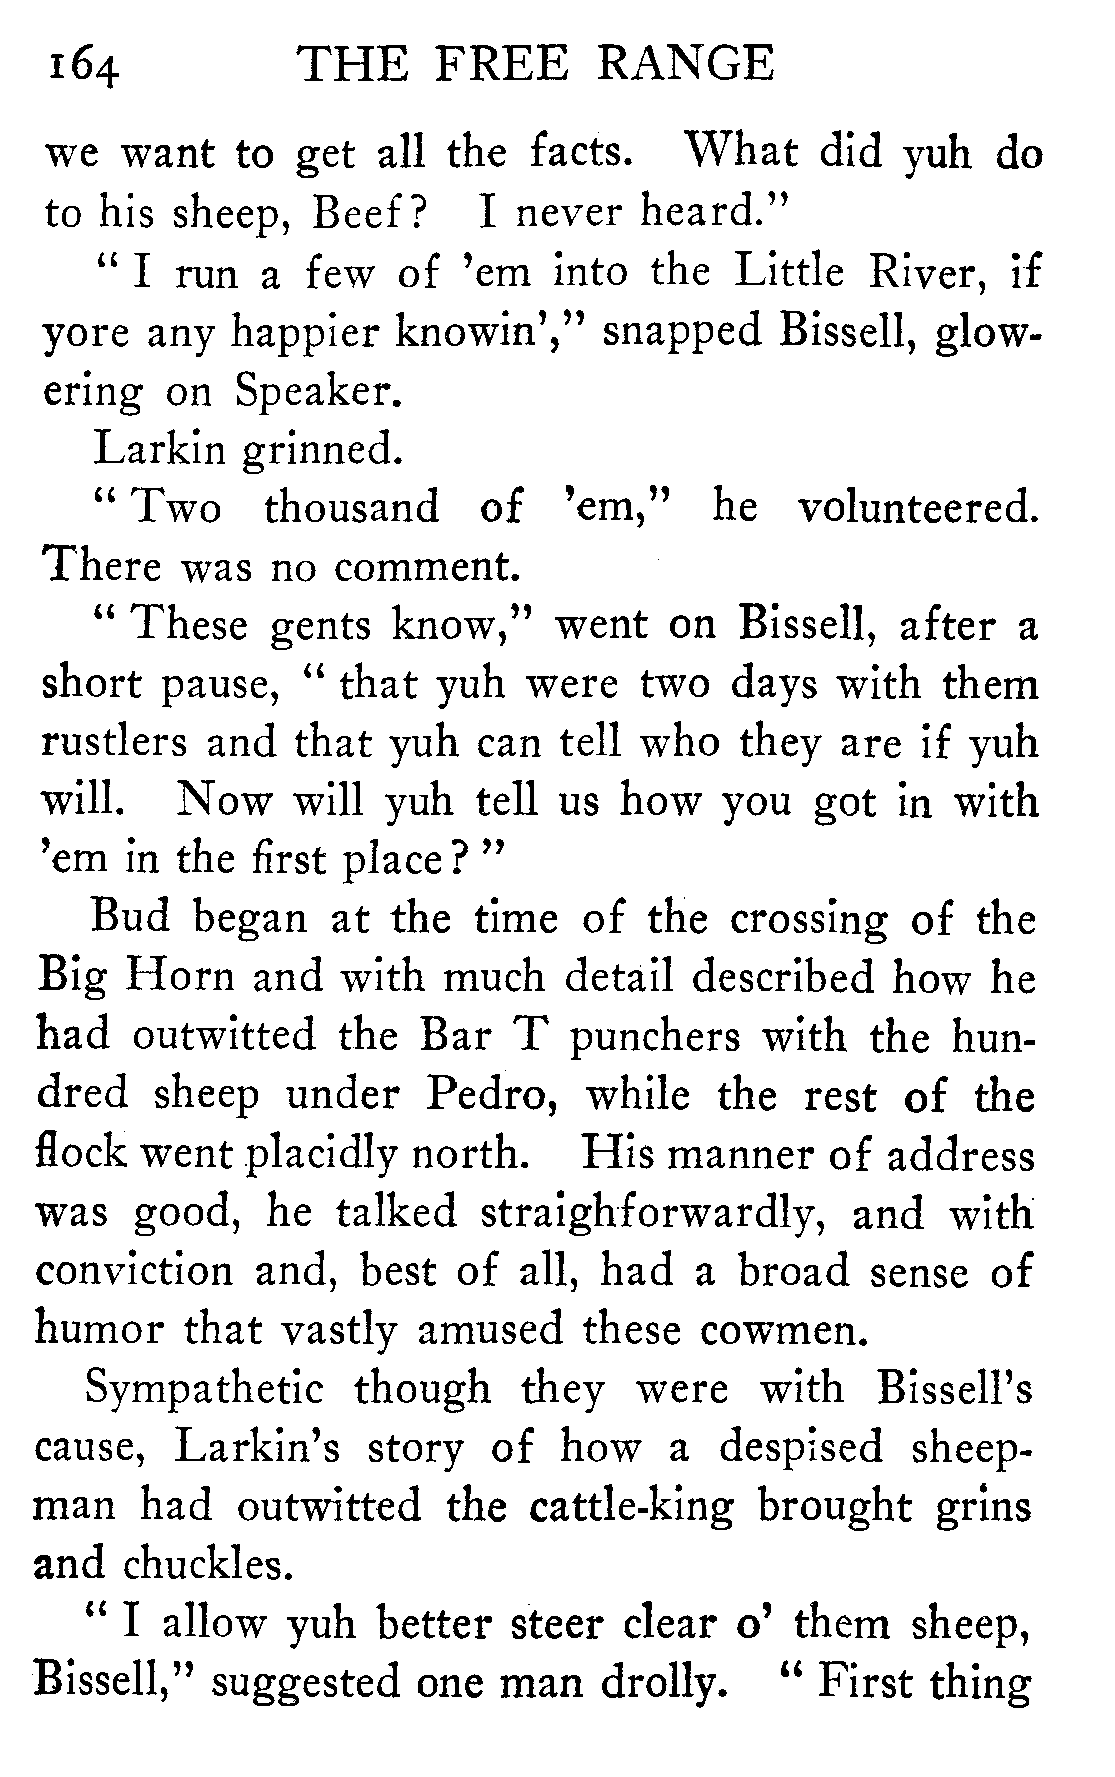 164 THE FREE RANGE
we want to get all the facts. What did yuh do
to his sheep, Beef? I never heard."
" I run a few of 'em into the Little River, if
yore any happier knowin'," snapped Bissell, glow-
ering on Speaker.
Larkin grinned.
" Two thousand of 'em," he volunteered.
There was no comment.
" These gents know," went on Bissell, after a
short pause, " that yuh were two days with them
rustlers and that yuh can tell who they are if yuh
will. Now will yuh tell us how you got in with
'em in the first place? "
Bud began at the time of the crossing of the
Big Horn and with much detail described how he
had outwitted the Bar T punchers with the hun-
dred sheep under Pedro, while the rest of the
flock went placidly north. His manner of address
was good, he talked straighforwardly, and with
conviction and, best of all, had a broad sense of
humor that vastly amused these cowmen.
Sympathetic though they were with Bissell's
cause, Larkin's story of how a despised sheep-
man had outwitted the cattle-king brought grins
and chuckles.
" I allow yuh better steer clear o' them sheep,
Bissell," suggested one man drolly. " First thing